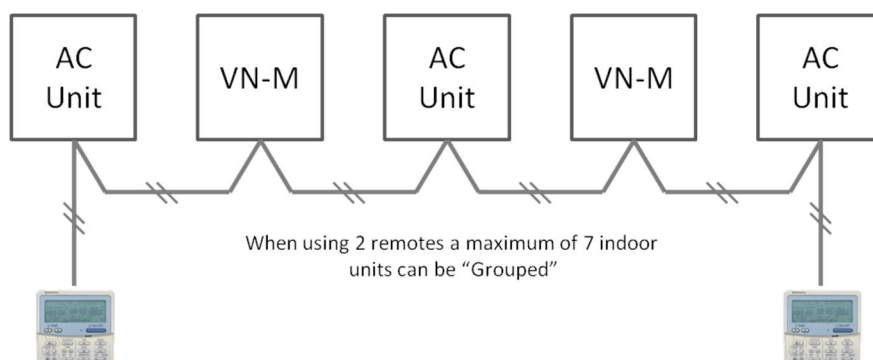 AC
Unit
VN-M
AC
Unit
VN-M
AC
Unit
When using 2 remotes a maximum of 7 indoor
units can be “Grouped”